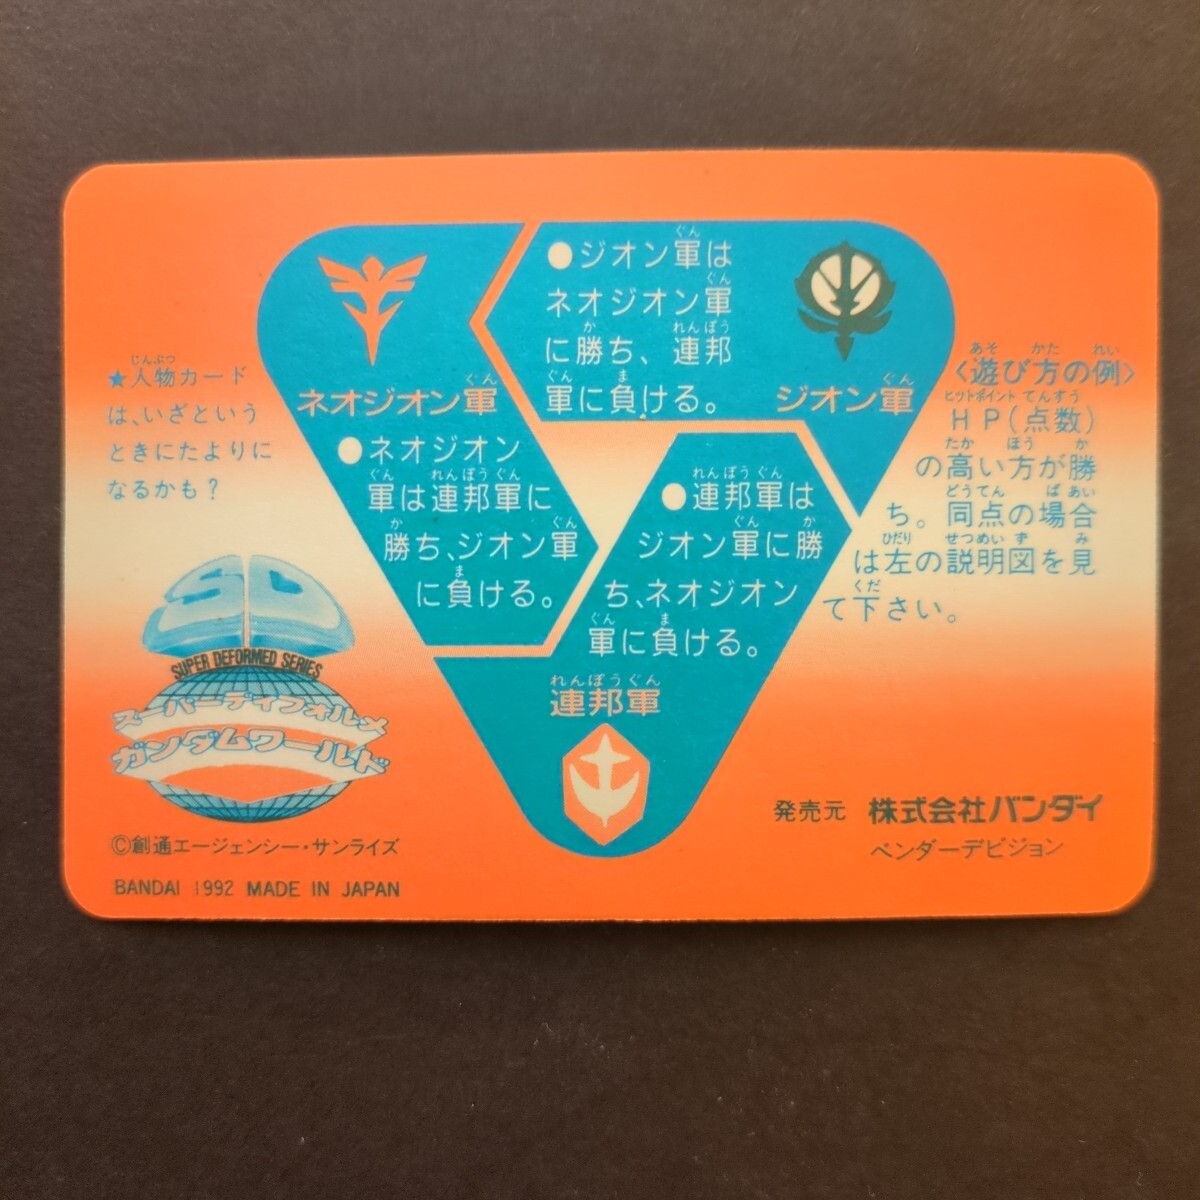 ★人物カード
は、いざという
ときにたよりに
なるかも?
ネオジオン軍
●ネオジオン
軍は連邦軍に
勝ち、ジオン軍
に負ける。
●ジオン軍は
ネオジオン軍
に勝ち、連邦
軍に負ける。
ジオン軍
●連邦軍は
ジオン軍に勝
ち、ネオジオン
軍に負ける。
連邦軍
〈遊び方の例〉
HP(点数)
の高い方が勝
ち。同点の場合
は左の説明図を見
て下さい。
SD
SUPER DEFORMED SERIES
スーパーディフォルメ
ガンダムワールド
©創通エージェンシー・サンライズ
BANDAI 1992 MADE IN JAPAN
発売元 株式会社バンダイ
ベンダーデビジョン